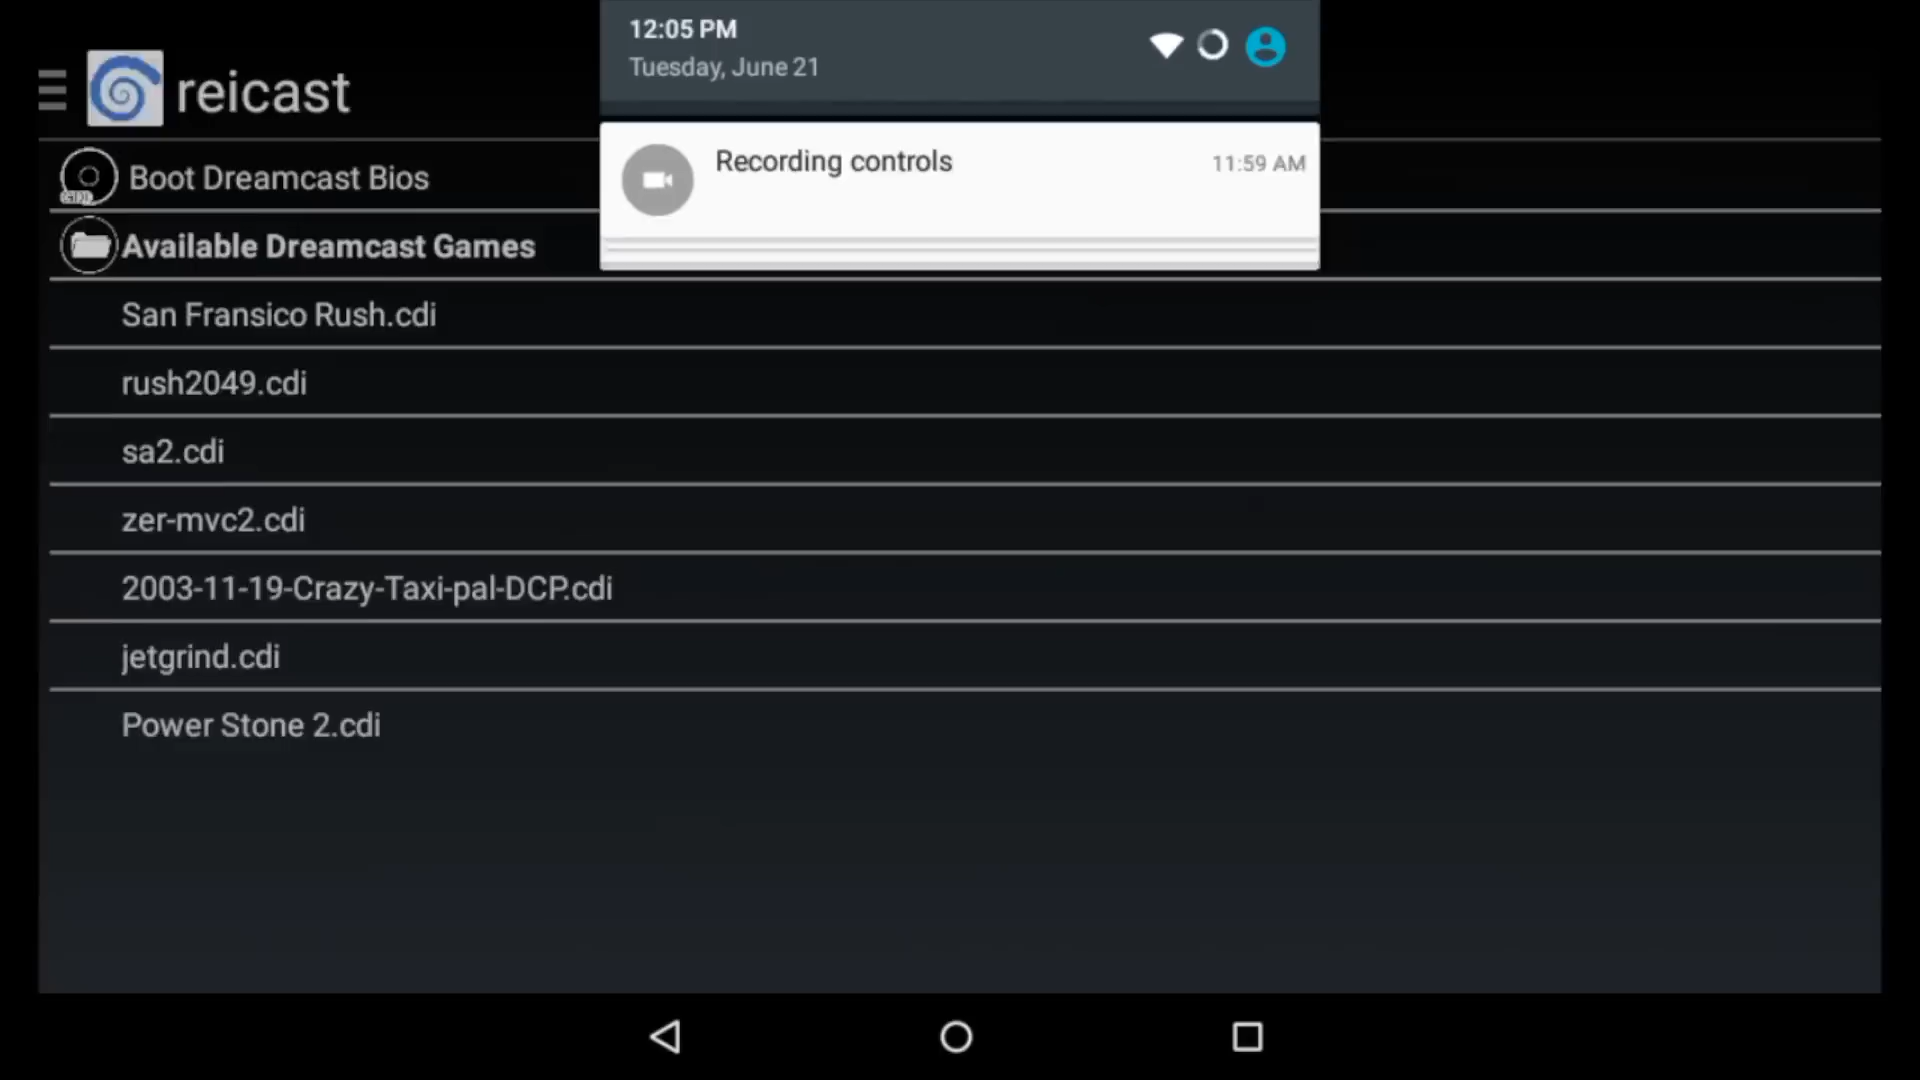 12:05 PM
Tuesday, June 21
reicast
Recording controls
11:59 AM
Boot Dreamcast Bios
GDI
Available Dreamcast Games
San Fransico Rush.cdi
rush2049.cdi
sa2.cdi
zer-mvc2.cdi
2003-11-19-Crazy-Taxi-pal-DCP.cdi
jetgrind.cdi
Power Stone 2.cdi